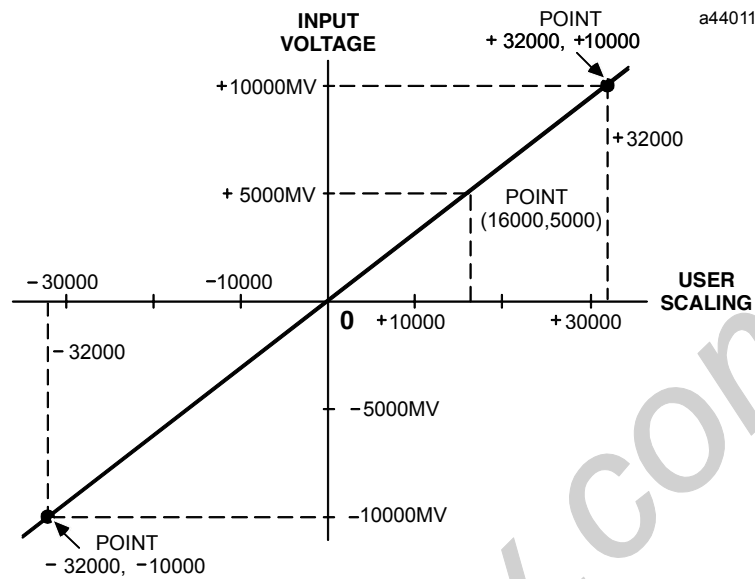 INPUT
VOLTAGE
POINT
+32000, +10000
a44011
+10000MV
+32000
+ 5000MV
POINT
(16000,5000)
−30000
−10000
USER
SCALING
0
+10000
+30000
− 32000
−5000MV
−10000MV
POINT
− 32000, −10000